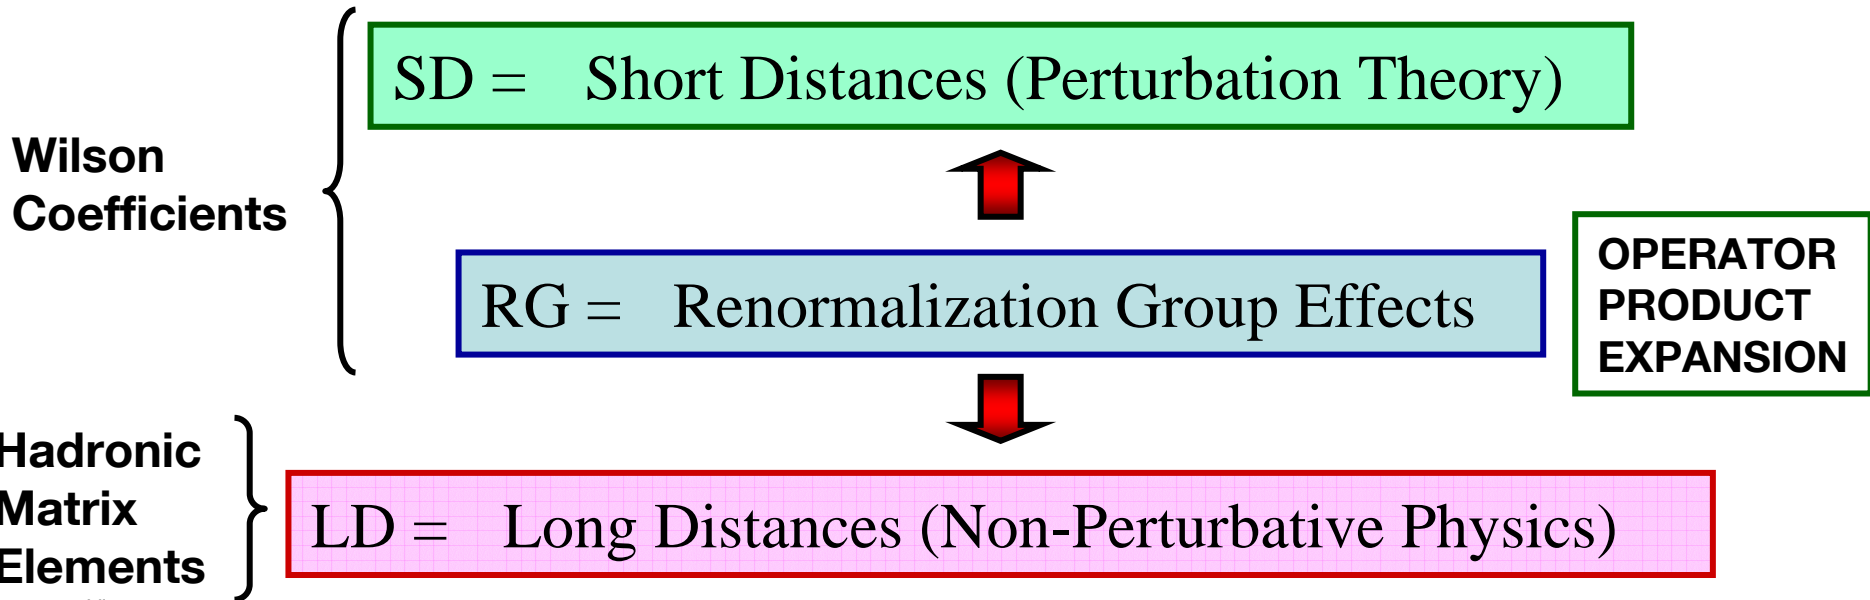 SD = Short Distances (Perturbation Theory)
Wilson
Coefficients
RG = Renormalization Group Effects
OPERATOR
PRODUCT
EXPANSION
Hadronic
Matrix
Elements
LD = Long Distances (Non-Perturbative Physics)